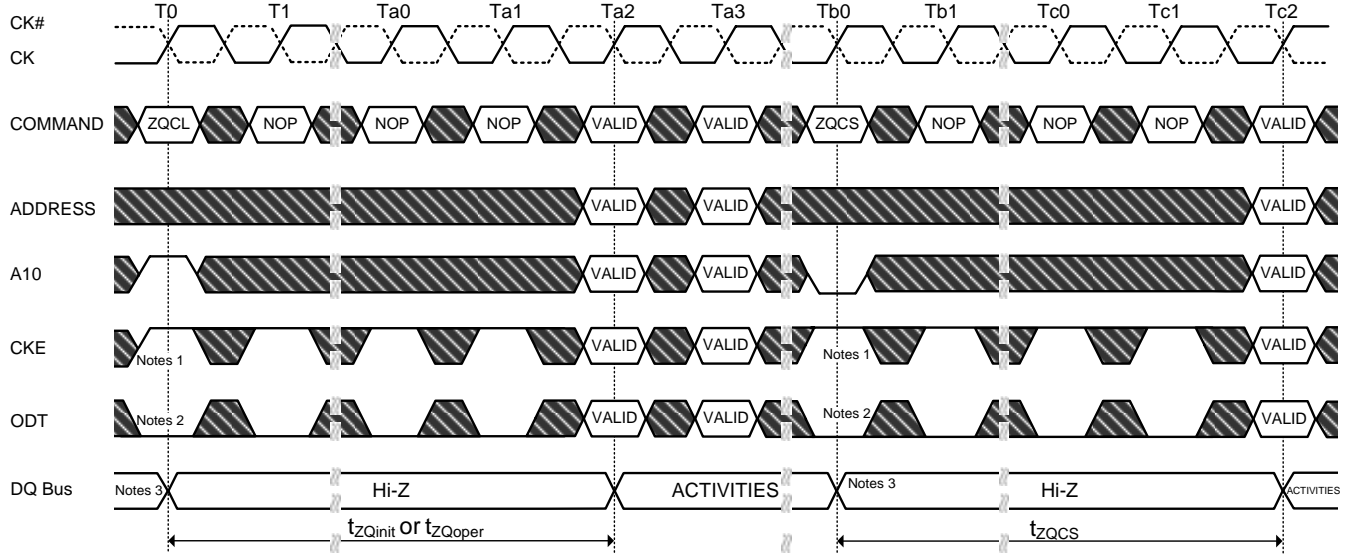 T0 T1 Ta0 Ta1 Ta2 Ta3 Tb0 Tb1 Tc0 Tc1 Tc2
CK#
CK
COMMAND ZQCL NOP NOP NOP VALID VALID ZQCS NOP NOP NOP VALID
ADDRESS VALID VALID VALID
A10 VALID VALID VALID
CKE Notes 1 VALID VALID Notes 1 VALID
ODT Notes 2 VALID VALID Notes 2 VALID
DQ Bus Notes 3 Hi-Z ACTIVITIES Notes 3 Hi-Z ACTIVITIES
tZQinit or tZQoper tZQCS